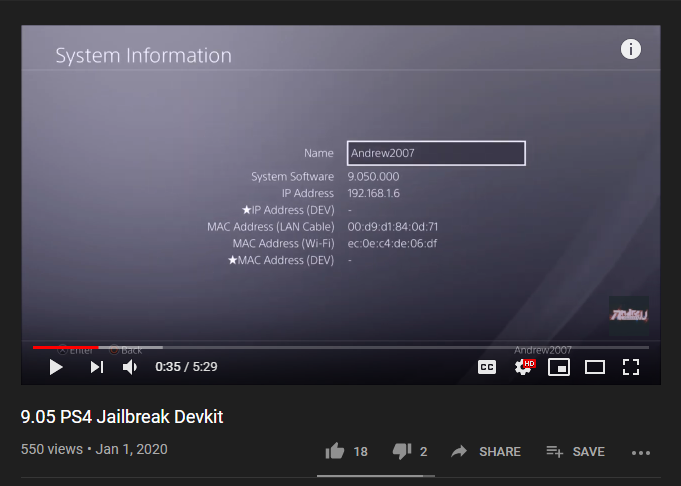 System Information
Name Andrew2007
System Software 9.050.000
IP Address 192.168.1.6
★IP Address (DEV) -
MAC Address (LAN Cable) 00:d9:d1:84:0d:71
MAC Address (Wi-Fi) ec:0e:c4:de:06:df
★MAC Address (DEV) -
Enter Back Andrew2007
0:35 / 5:29 CC HD
9.05 PS4 Jailbreak Devkit
550 views • Jan 1, 2020 18 2 SHARE SAVE